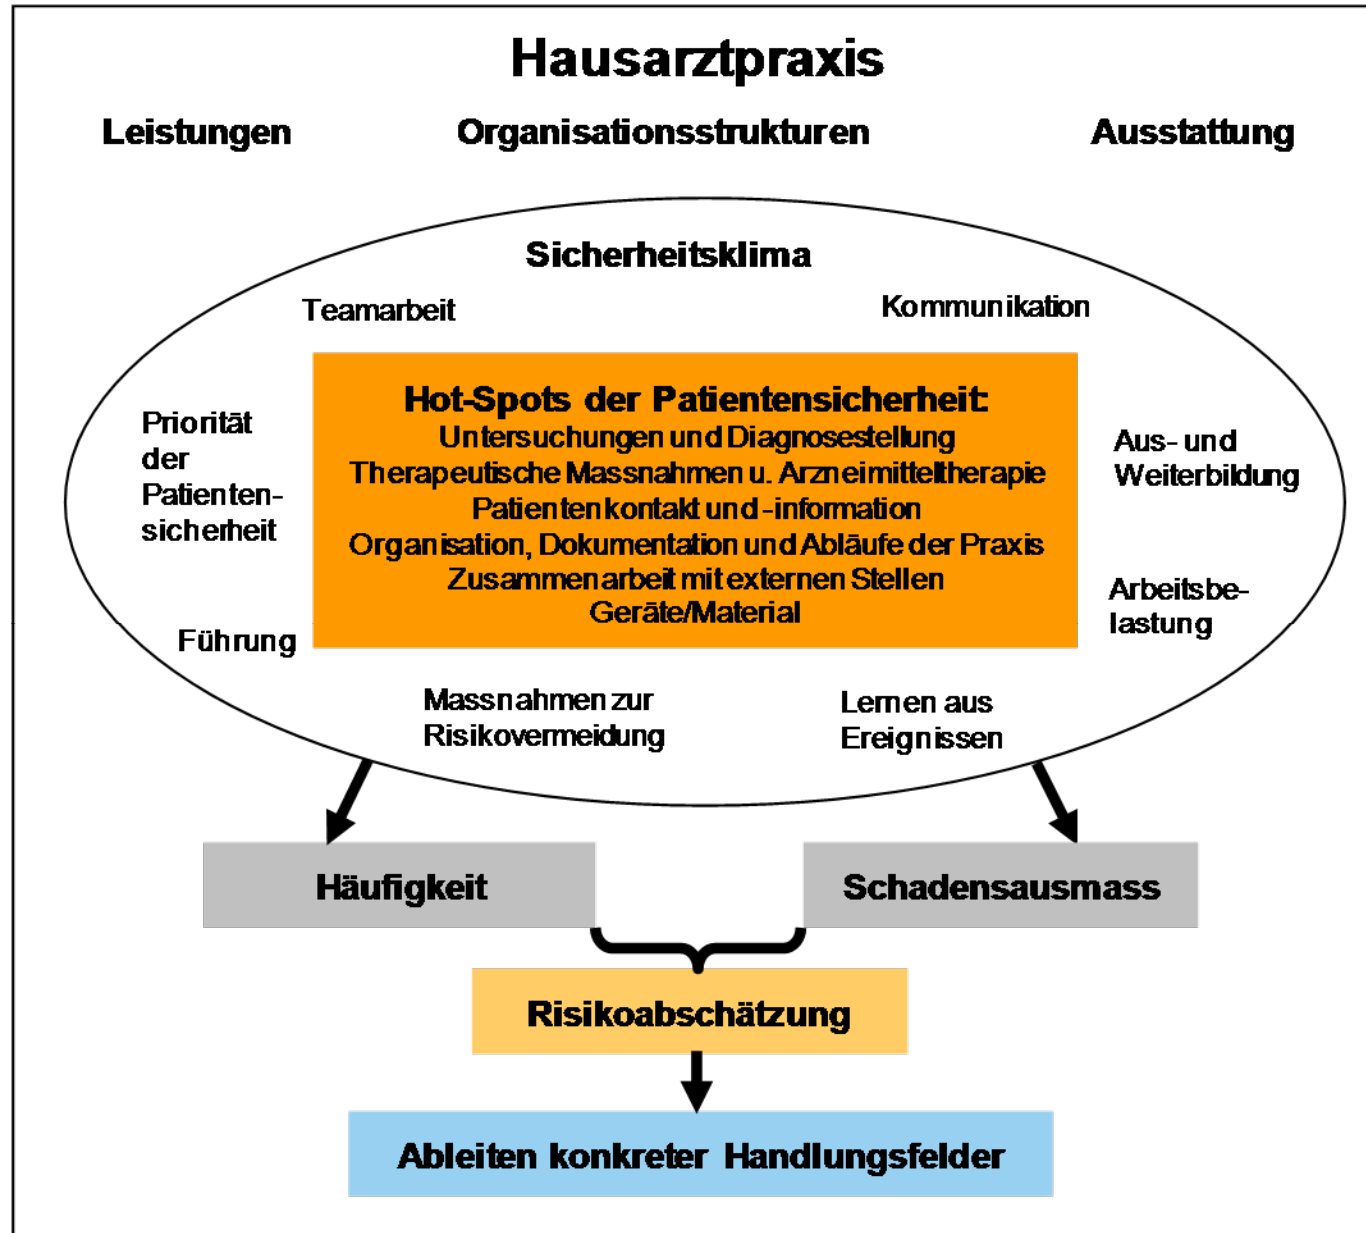 Hausarztpraxis
Leistungen Organisationsstrukturen Ausstattung
Sicherheitsklima
Teamarbeit
Kommunikation
Hot-Spots der Patientensicherheit:
Untersuchungen und Diagnosestellung
Therapeutische Massnahmen u. Arzneimitteltherapie
Patientenkontakt und -information
Organisation, Dokumentation und Abläufe der Praxis
Zusammenarbeit mit externen Stellen
Geräte/Material
Priorität
der
Patienten-
sicherheit
Aus- und
Weiterbildung
Führung
Arbeitsbe-
lastung
Massnahmen zur
Risikovermeidung
Lernen aus
Ereignissen
Häufigkeit
Schadensausmass
Risikoabschätzung
Ableiten konkreter Handlungsfelder